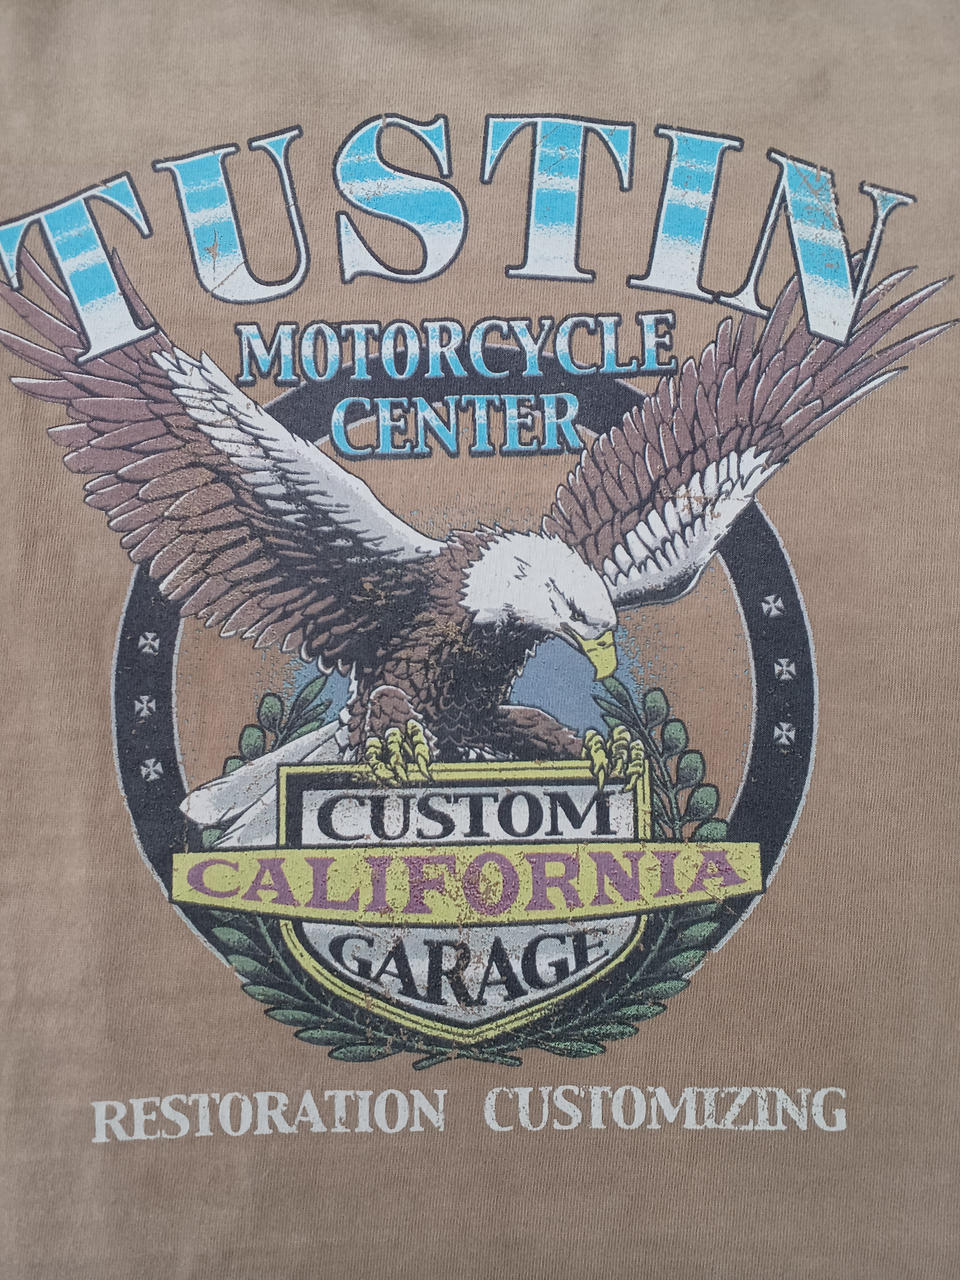 TUSTIN
MOTORCYCLE
CENTER
CUSTOM
CALIFORNIA
GARAGE
RESTORATION CUSTOMIZING